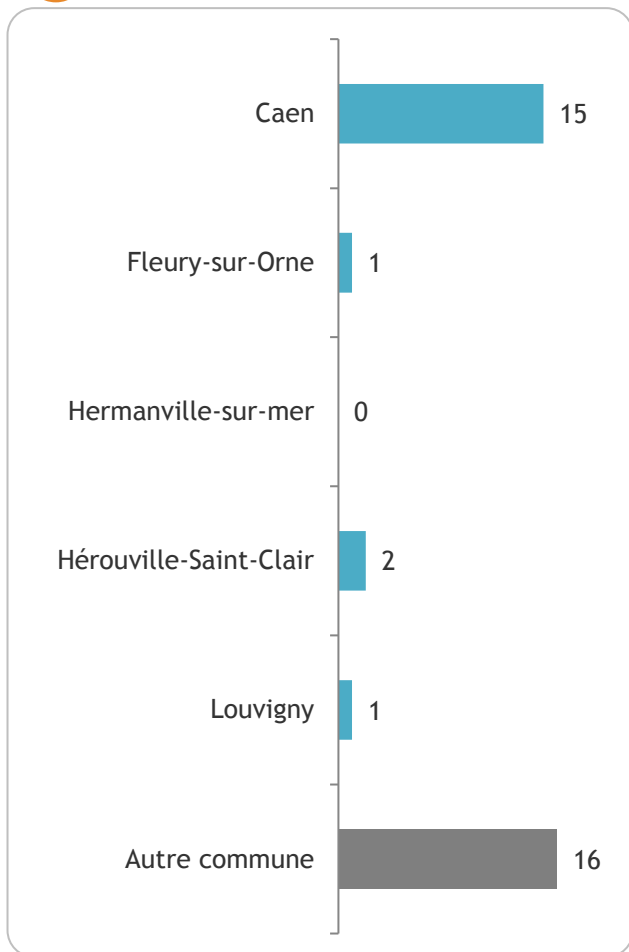 Caen 15
Fleury-sur-Orne 1
Hermanville-sur-mer 0
Hérouville-Saint-Clair 2
Louvigny 1
Autre commune 16